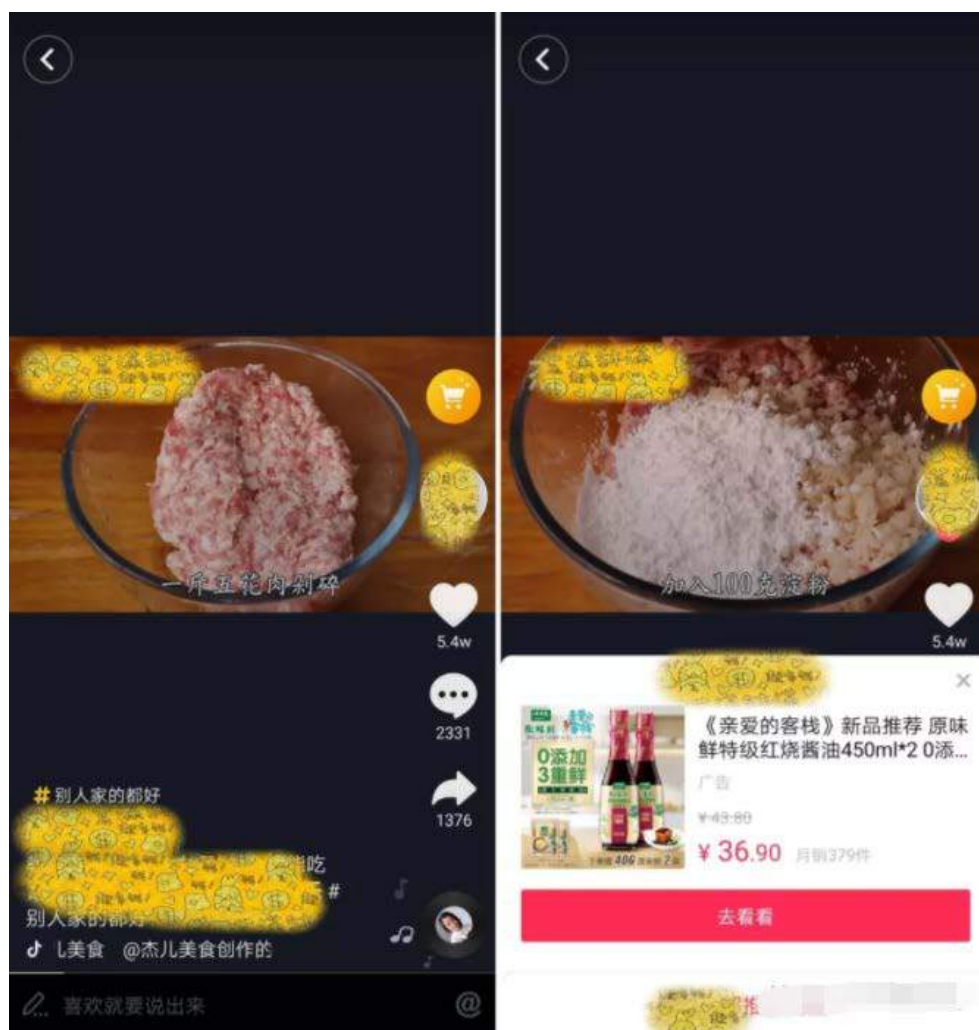 一斤五花肉剁碎
5.4w
2331
1376
#别人家的都好
能吃
#
别人家的都好
儿美食 @杰儿美食创作的
喜欢就要说出来
@
加入100克淀粉
5.4w
《亲爱的客栈》新品推荐 原味
鲜特级红烧酱油450ml*2 0添...
广告
¥43.80
¥36.90 月销379件
0添加
3重鲜
去看看
推